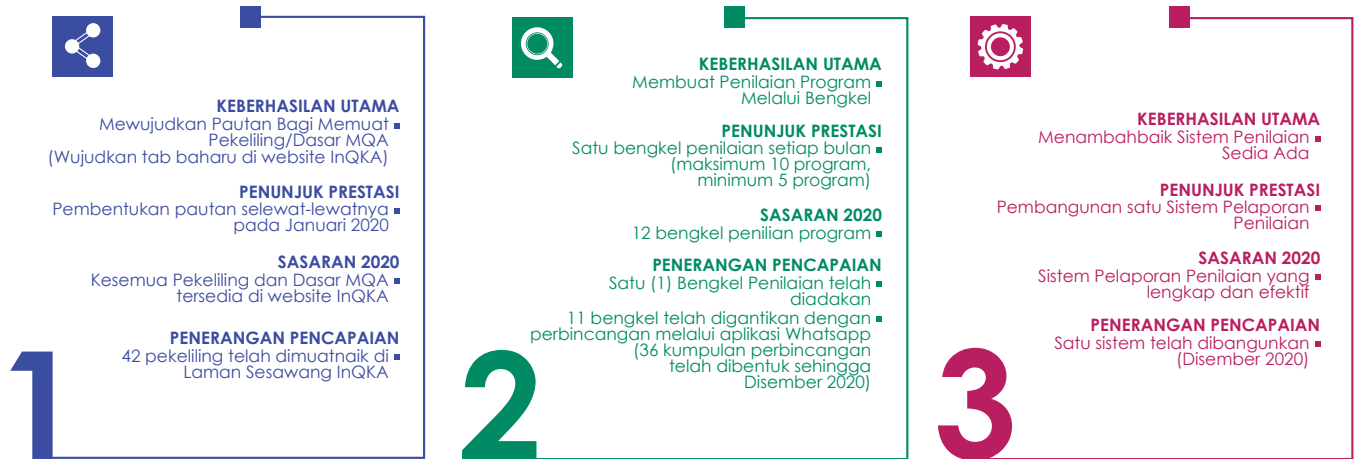 KEBERHASILAN UTAMA
Mewujudkan Pautan Bagi Memuat
Pekeliling/Dasar MQA
(Wujudkan tab baharu di website InQKA)
PENUNJUK PRESTASI
Pembentukan pautan selewat-lewatnya
pada Januari 2020
SASARAN 2020
Kesemua Pekeliling dan Dasar MQA
tersedia di website InQKA
PENERANGAN PENCAPAIAN
42 pekeliling telah dimuatnaik di
Laman Sesawang InQKA
1
KEBERHASILAN UTAMA
Membuat Penilaian Program
Melalui Bengkel
PENUNJUK PRESTASI
Satu bengkel penilaian setiap bulan
(maksimum 10 program,
minimum 5 program)
SASARAN 2020
12 bengkel penilian program
PENERANGAN PENCAPAIAN
Satu (1) Bengkel Penilaian telah
diadakan
11 bengkel telah digantikan dengan
perbincangan melalui aplikasi Whatsapp
(36 kumpulan perbincangan
telah dibentuk sehingga
Disember 2020)
2
KEBERHASILAN UTAMA
Menambahbaik Sistem Penilaian
Sedia Ada
PENUNJUK PRESTASI
Pembangunan satu Sistem Pelaporan
Penilaian
SASARAN 2020
Sistem Pelaporan Penilaian yang
lengkap dan efektif
PENERANGAN PENCAPAIAN
Satu sistem telah dibangunkan
(Disember 2020)
3